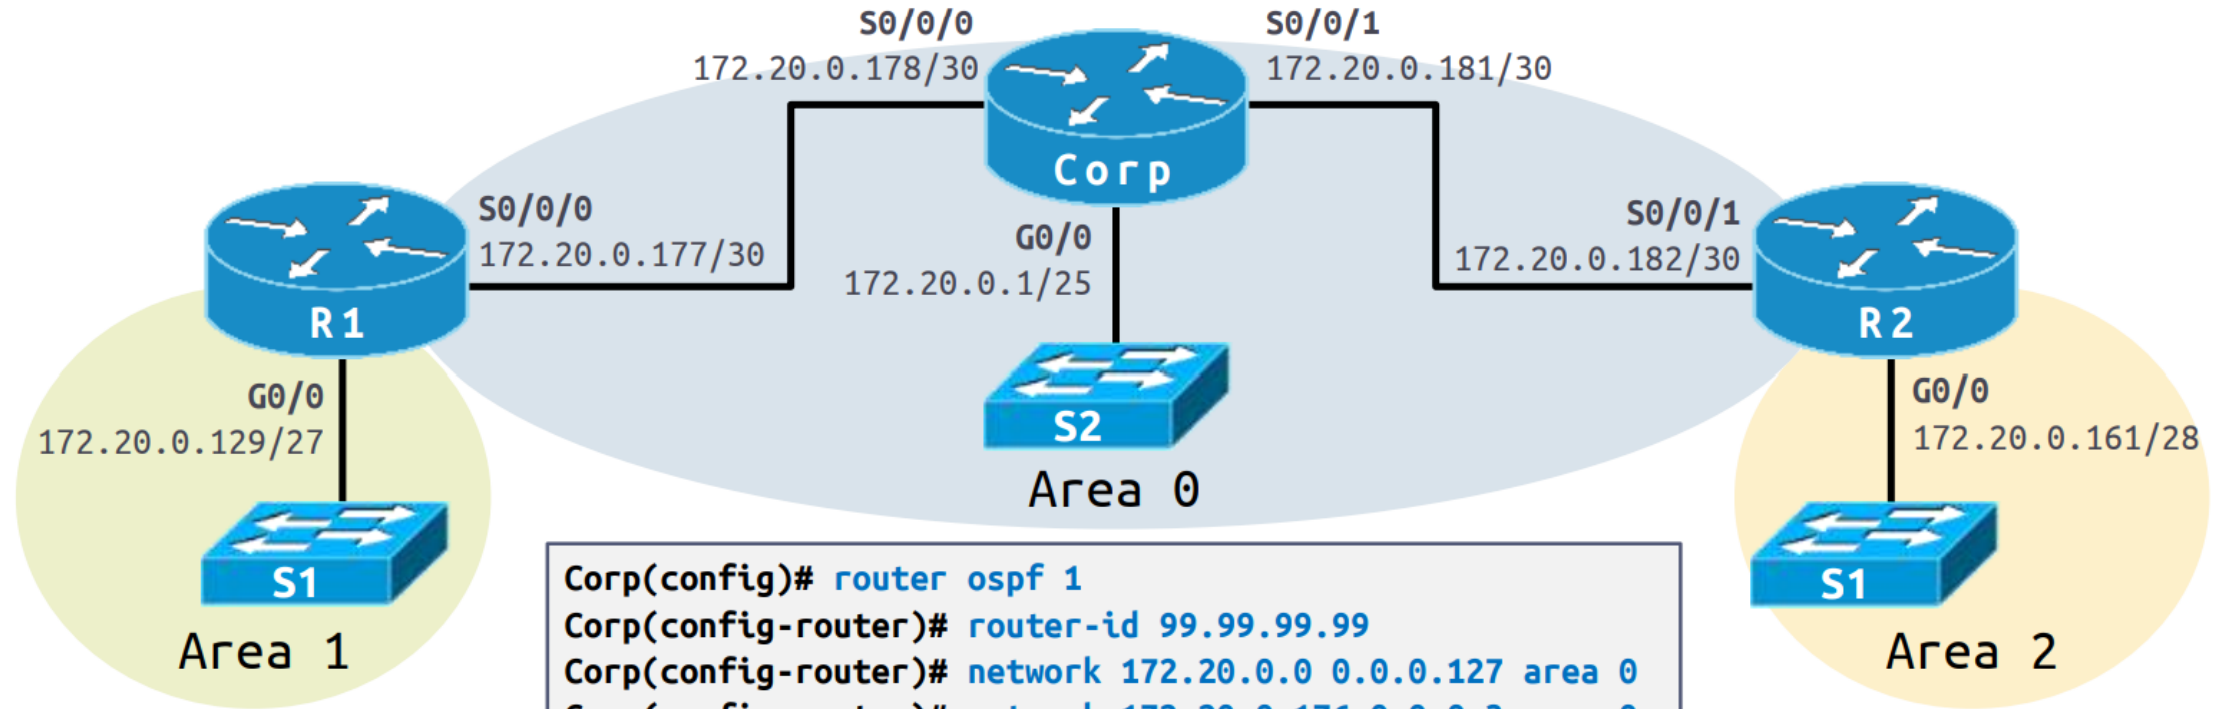 S0/0/0
172.20.0.178/30
S0/0/1
172.20.0.181/30
Corp
S0/0/0
172.20.0.177/30
G0/0
172.20.0.1/25
S0/0/1
172.20.0.182/30
R1
R2
G0/0
172.20.0.129/27
S2
Area 0
G0/0
172.20.0.161/28
S1
Area 1
S1
Area 2
Corp(config)# router ospf 1
Corp(config-router)# router-id 99.99.99.99
Corp(config-router)# network 172.20.0.0 0.0.0.127 area 0